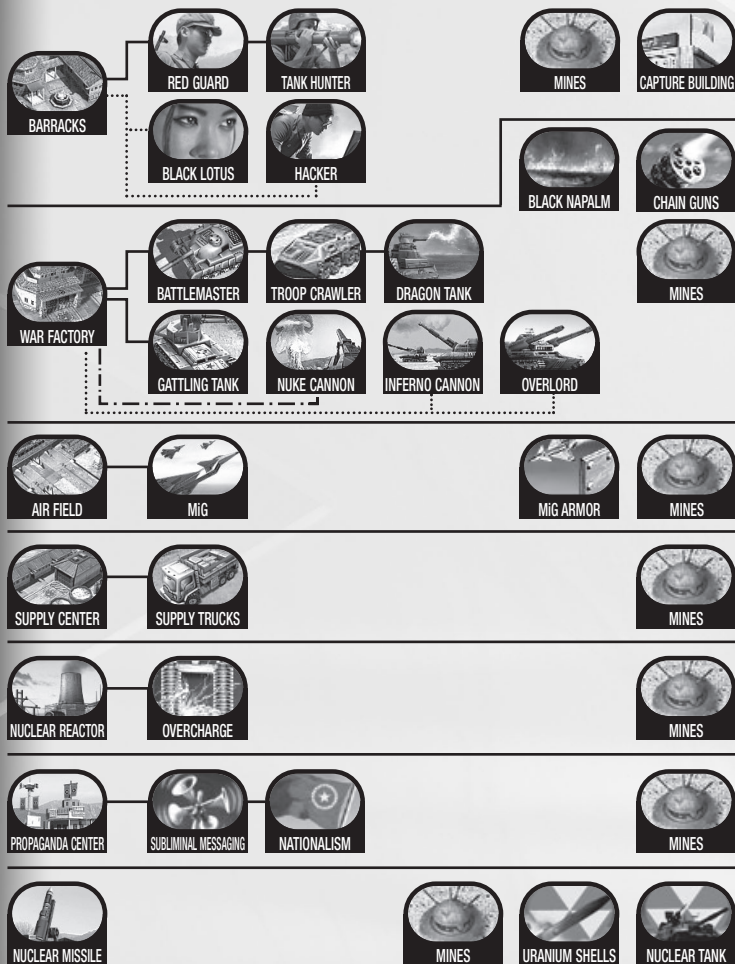 RED GUARD
TANK HUNTER
MINES
CAPTURE BUILDING
BARRACKS
BLACK LOTUS
HACKER
BLACK NAPALM
CHAIN GUNS
BATTLEMASTER
TROOP CRAWLER
DRAGON TANK
MINES
WAR FACTORY
GATTLING TANK
NUKE CANNON
INFERNO CANNON
OVERLORD
AIR FIELD
MiG
MiG ARMOR
MINES
SUPPLY CENTER
SUPPLY TRUCKS
MINES
NUCLEAR REACTOR
OVERCHARGE
MINES
PROPAGANDA CENTER
SUBLIMINAL MESSAGING
NATIONALISM
MINES
NUCLEAR MISSILE
MINES
URANIUM SHELLS
NUCLEAR TANK